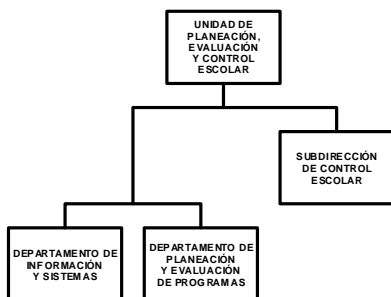 UNIDAD DE
PLANEACIÓN,
EVALUACIÓN
Y CONTROL
ESCOLAR
SUBDIRECCIÓN
DE CONTROL
ESCOLAR
DEPARTAMENTO DE
INFORMACIÓN
Y SISTEMAS
DEPARTAMENTO DE
PLANEACIÓN
Y EVALUACIÓN
DE PROGRAMAS